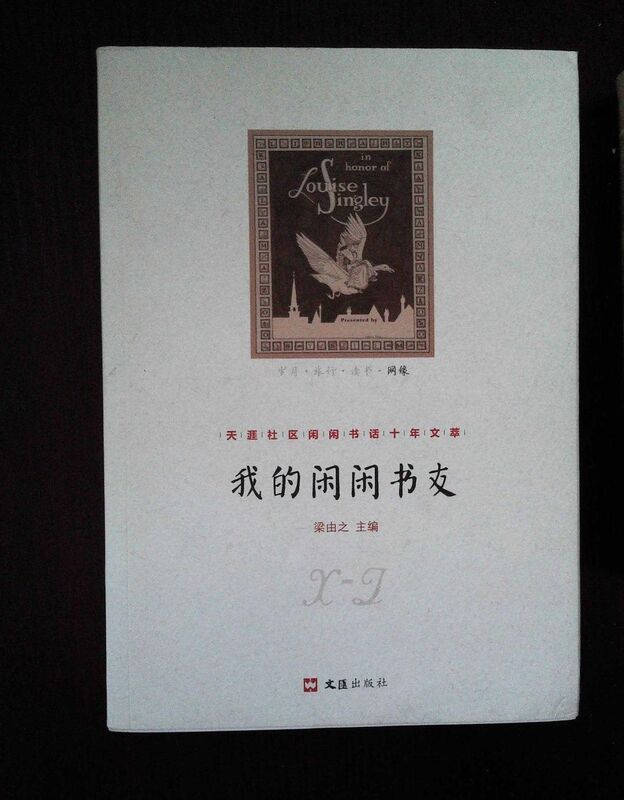 in
honor of
Louise
Singley
Presented by
岁月·旅行·读书·网缘
天涯社区闲闲书话十年文萃
我的闲闲书友
梁由之 主编
X-J
文匯出版社